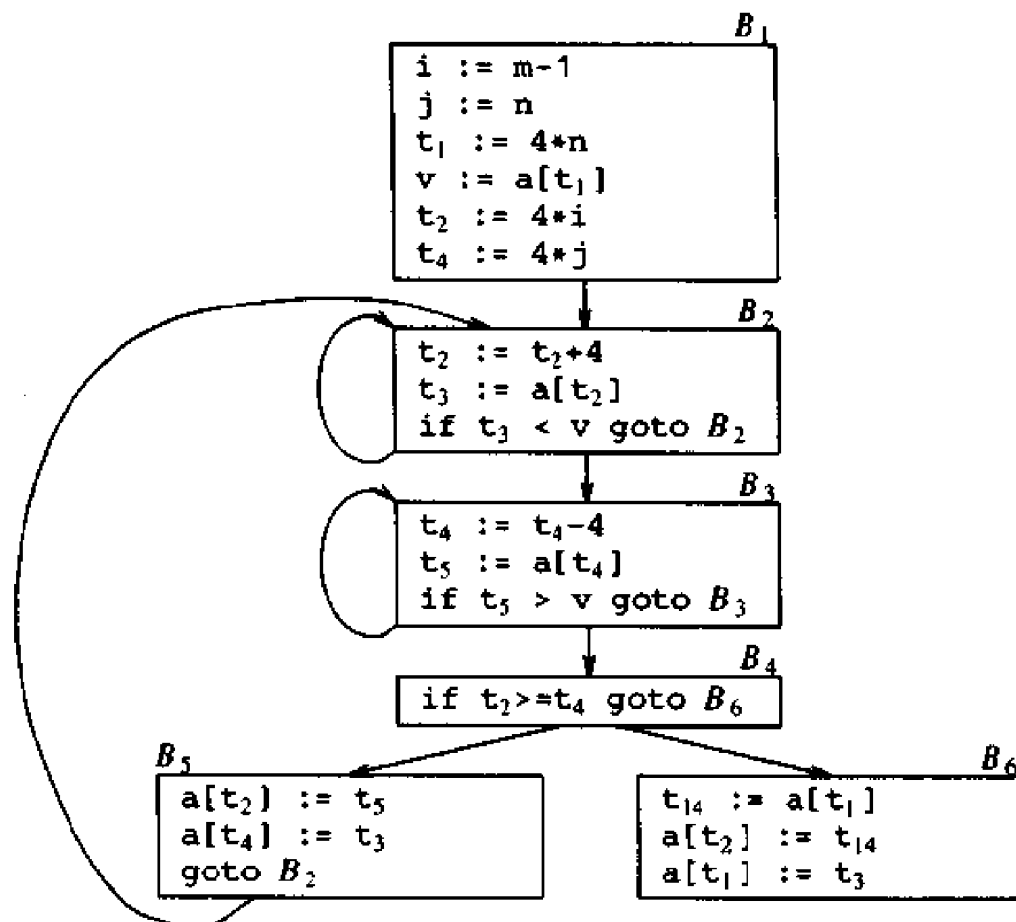 B₁
i := m-1
j := n
t₁ := 4*n
v := a[t₁]
t₂ := 4*i
t₄ := 4*j
B₂
t₂ := t₂+4
t₃ := a[t₂]
if t₃ < v goto B₂
B₃
t₄ := t₄-4
t₅ := a[t₄]
if t₅ > v goto B₃
B₄
if t₂>=t₄ goto B₆
B₅
a[t₂] := t₅
a[t₄] := t₃
goto B₂
B₆
t₁₄ := a[t₁]
a[t₂] := t₁₄
a[t₁] := t₃